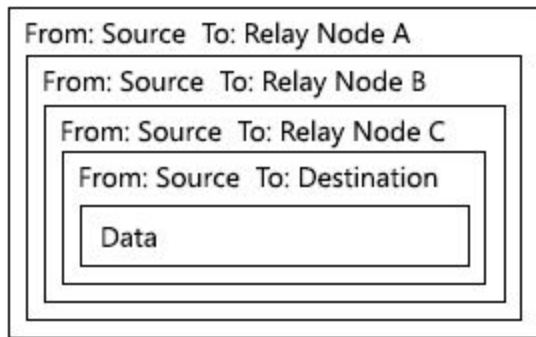 From: Source To: Relay Node A
From: Source To: Relay Node B
From: Source To: Relay Node C
From: Source To: Destination
Data